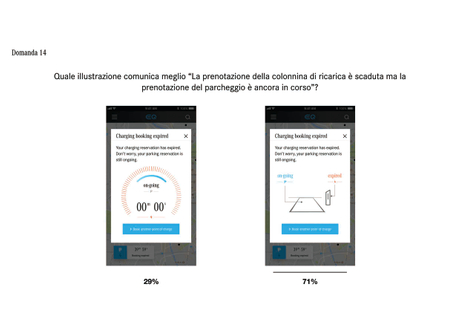 Domanda 14
Quale illustrazione comunica meglio “La prenotazione della colonnina di ricarica è scaduta ma la
prenotazione del parcheggio è ancora in corso”?
Charging booking expired
Your charging reservation has expired.
Don't worry, your parking reservation is
still ongoing.
on going
00 00
29%
Charging booking expired
Your charging reservation has expired.
Don't worry, your parking reservation is
still ongoing.
on going expired
71%